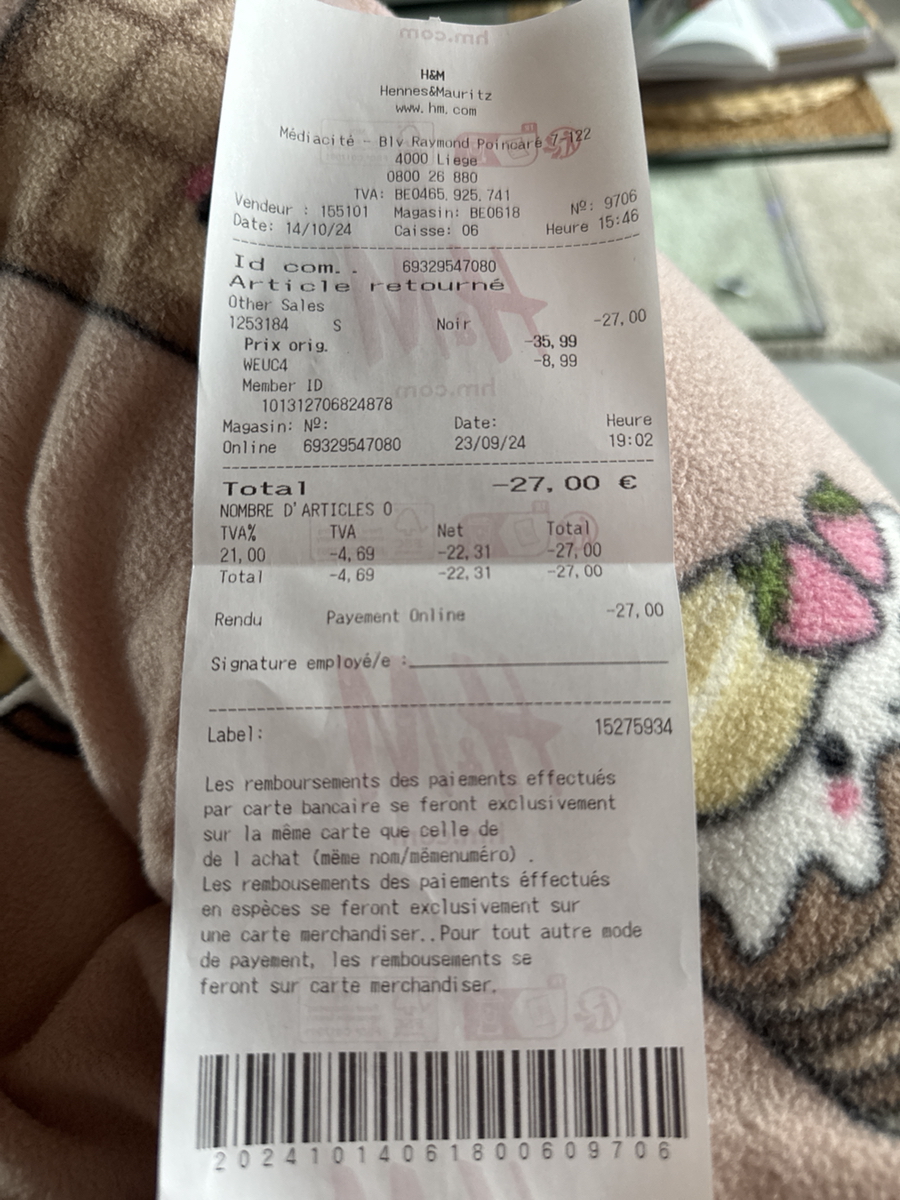 hm.com
H&M
Hennes&Mauritz
www.hm.com
Médiacité - Blv Raymond Poincaré 7-122
4000 Liege
0800 26 880
TVA: BE0465.925.741
Vendeur : 155101 Magasin: BE0618 Nº: 9706
Date: 14/10/24 Caisse: 06 Heure 15:46
Id com.. 69329547080
Article retourné
Other Sales
1253184 S Noir -27,00
Prix orig. -35,99
WEUC4 -8,99
Member ID
101312706824878
Magasin: Nº: Date: Heure
Online 69329547080 23/09/24 19:02
Total -27,00 €
NOMBRE D'ARTICLES 0
TVA% TVA Net Total
21,00 -4,69 -22,31 -27,00
Total -4,69 -22,31 -27,00
Rendu Payement Online -27,00
Signature employé/e :
Label: 15275934
Les remboursements des paiements effectués
par carte bancaire se feront exclusivement
sur la même carte que celle de
de l achat (même nom/mêmenuméro) .
Les rembousements des paiements éffectués
en espèces se feront exclusivement sur
une carte merchandiser..Pour tout autre mode
de payement, les rembousements se
feront sur carte merchandiser.
20241014061800609706